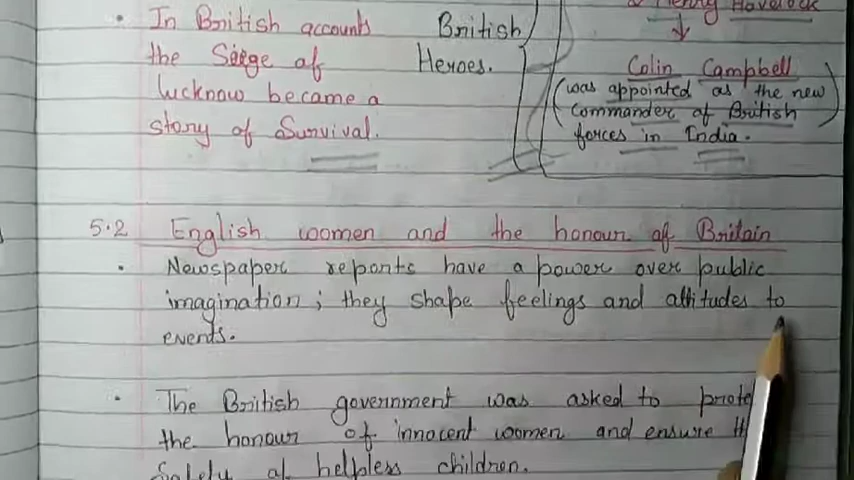 • In British accounts
the Seige of
lucknow became a
story of Survival.
British
Heroes.
Henry Havelock
↓
Colin Campbell
(was appointed as the new
commander of British
forces in India.)
5.2 English women and the honour of Britain
• Newspaper reports have a power over public
imagination; they shape feelings and attitudes to
events.
• The British government was asked to
the honour of innocent women and ensure
Safety of helpless children.